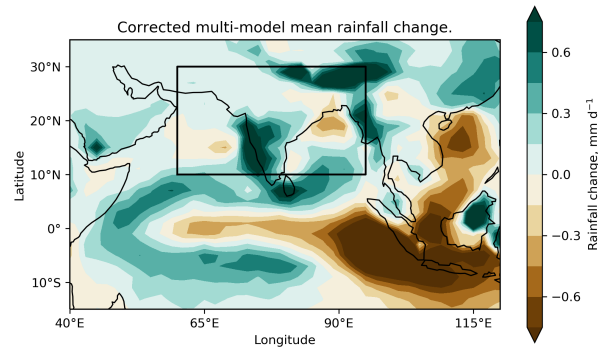 Corrected multi-model mean rainfall change.
30°N
20°N
10°N
0°
10°S
Latitude
40°E
65°E
90°E
115°E
Longitude
0.6
0.3
0.0
−0.3
−0.6
Rainfall change, mm d⁻¹